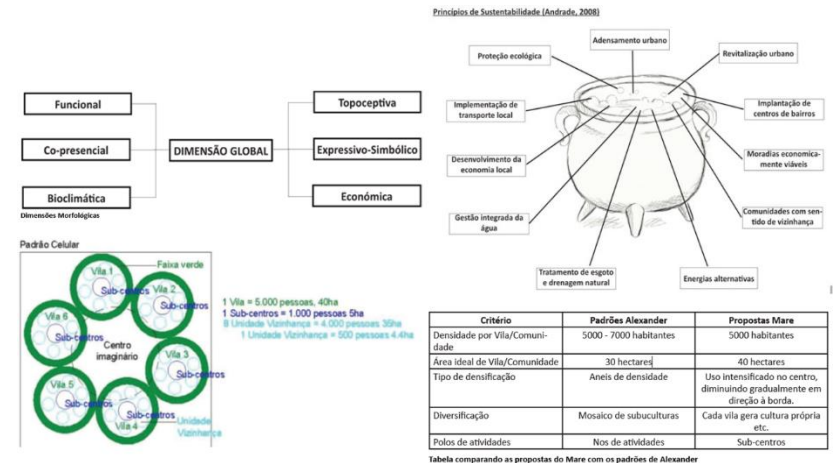 Funcional
Co-presencial
Bioclimática
DIMENSÃO GLOBAL
Topoceptiva
Expressivo-Simbólico
Económica
Dimensões Morfológicas
Padrão Celular
Faixa verde
Vila 1
Sub-centros
Vila 2
Sub-centros
Vila 6
Sub-centros
Centro
imaginário
Vila 3
Sub-centros
Vila 5
Sub-centros
Sub-centros
Vila 4
Unidade
Vizinhança
1 Vila = 5.000 pessoas, 40ha
1 Sub-centros = 1.000 pessoas 5ha
8 Unidade Vizinhança = 4.000 pessoas 35ha
1 Unidade Vizinhança = 500 pessoas 4.4ha
Princípios de Sustentabilidade (Andrade, 2008)
Adensamento urbano
Proteção ecológica
Revitalização urbano
Implementação de
transporte local
Implantação de
centros de bairros
Desenvolvimento da
economia local
Moradias economica-
mente viáveis
Gestão integrada da
água
Comunidades com sen-
tido de vizinhança
Tratamento de esgoto
e drenagem natural
Energias alternativas
Critério Padrões Alexander Propostas Mare
Densidade por Vila/Comuni-
dade 5000 - 7000 habitantes 5000 habitantes
Área ideal de Vila/Comunidade 30 hectares 40 hectares
Tipo de densificação Aneis de densidade Uso intensificado no centro,
diminuindo gradualmente em
direção à borda.
Diversificação Mosaico de subuculturas Cada vila gera cultura própria
etc.
Polos de atividades Nos de atividades Sub-centros
Tabela comparando as propostas do Mare com os padrões de Alexander